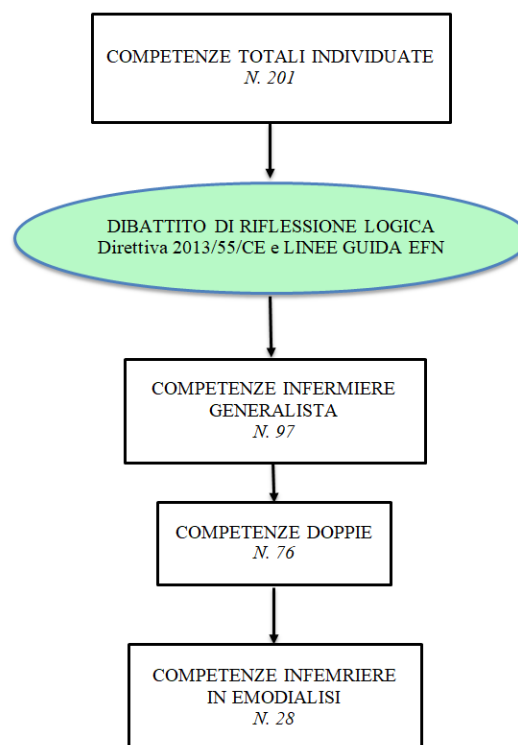 COMPETENZE TOTALI INDIVIDUATE
N. 201
DIBATTITO DI RIFLESSIONE LOGICA
Direttiva 2013/55/CE e LINEE GUIDA EFN
COMPETENZE INFERMIERE
GENERALISTA
N. 97
COMPETENZE DOPPIE
N. 76
COMPETENZE INFEMRIERE
IN EMODIALISI
N. 28